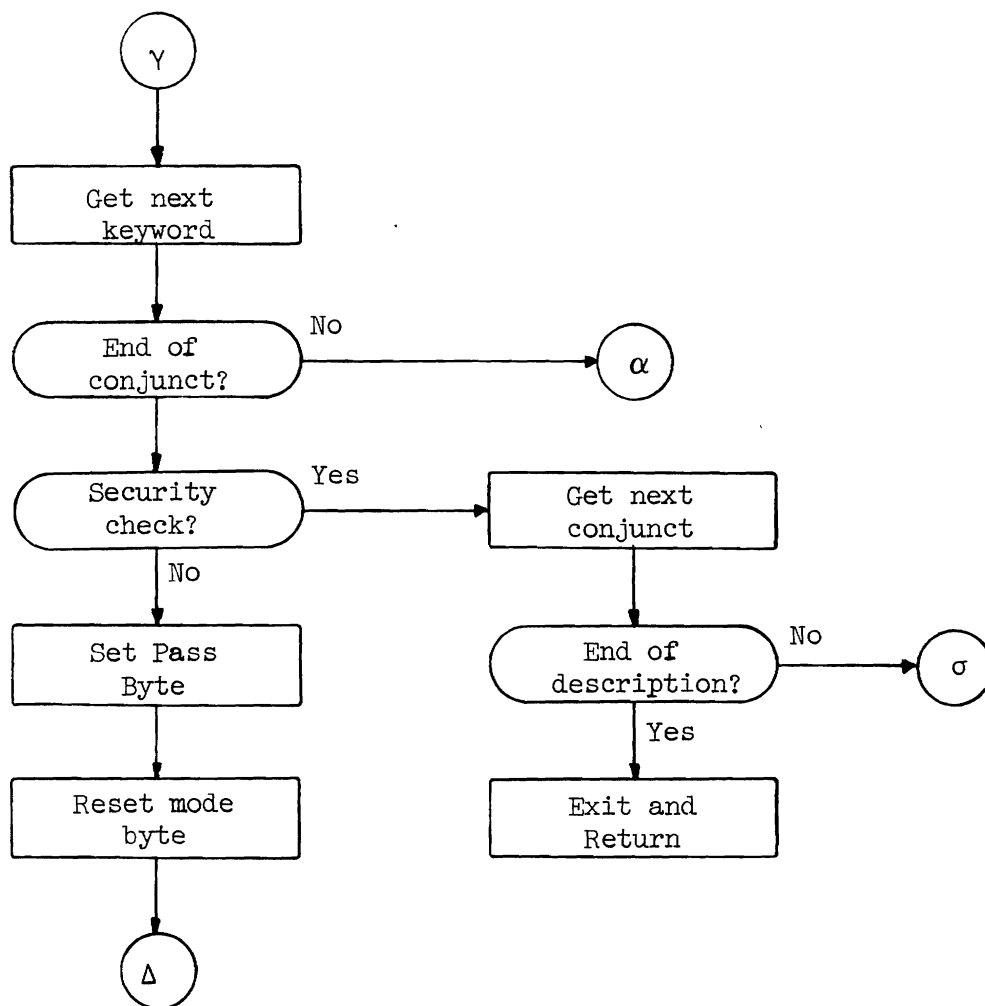 γ
Get next
keyword
End of
conjunct?
No
α
Security
check?
Yes
Get next
conjunct
No
Set Pass
Byte
End of
description?
No
σ
Yes
Reset mode
byte
Exit and
Return
Δ